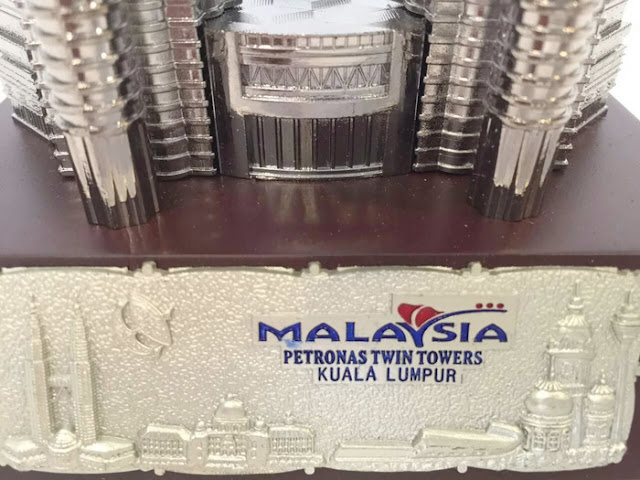 MALAYSIA
PETRONAS TWIN TOWERS
KUALA LUMPUR